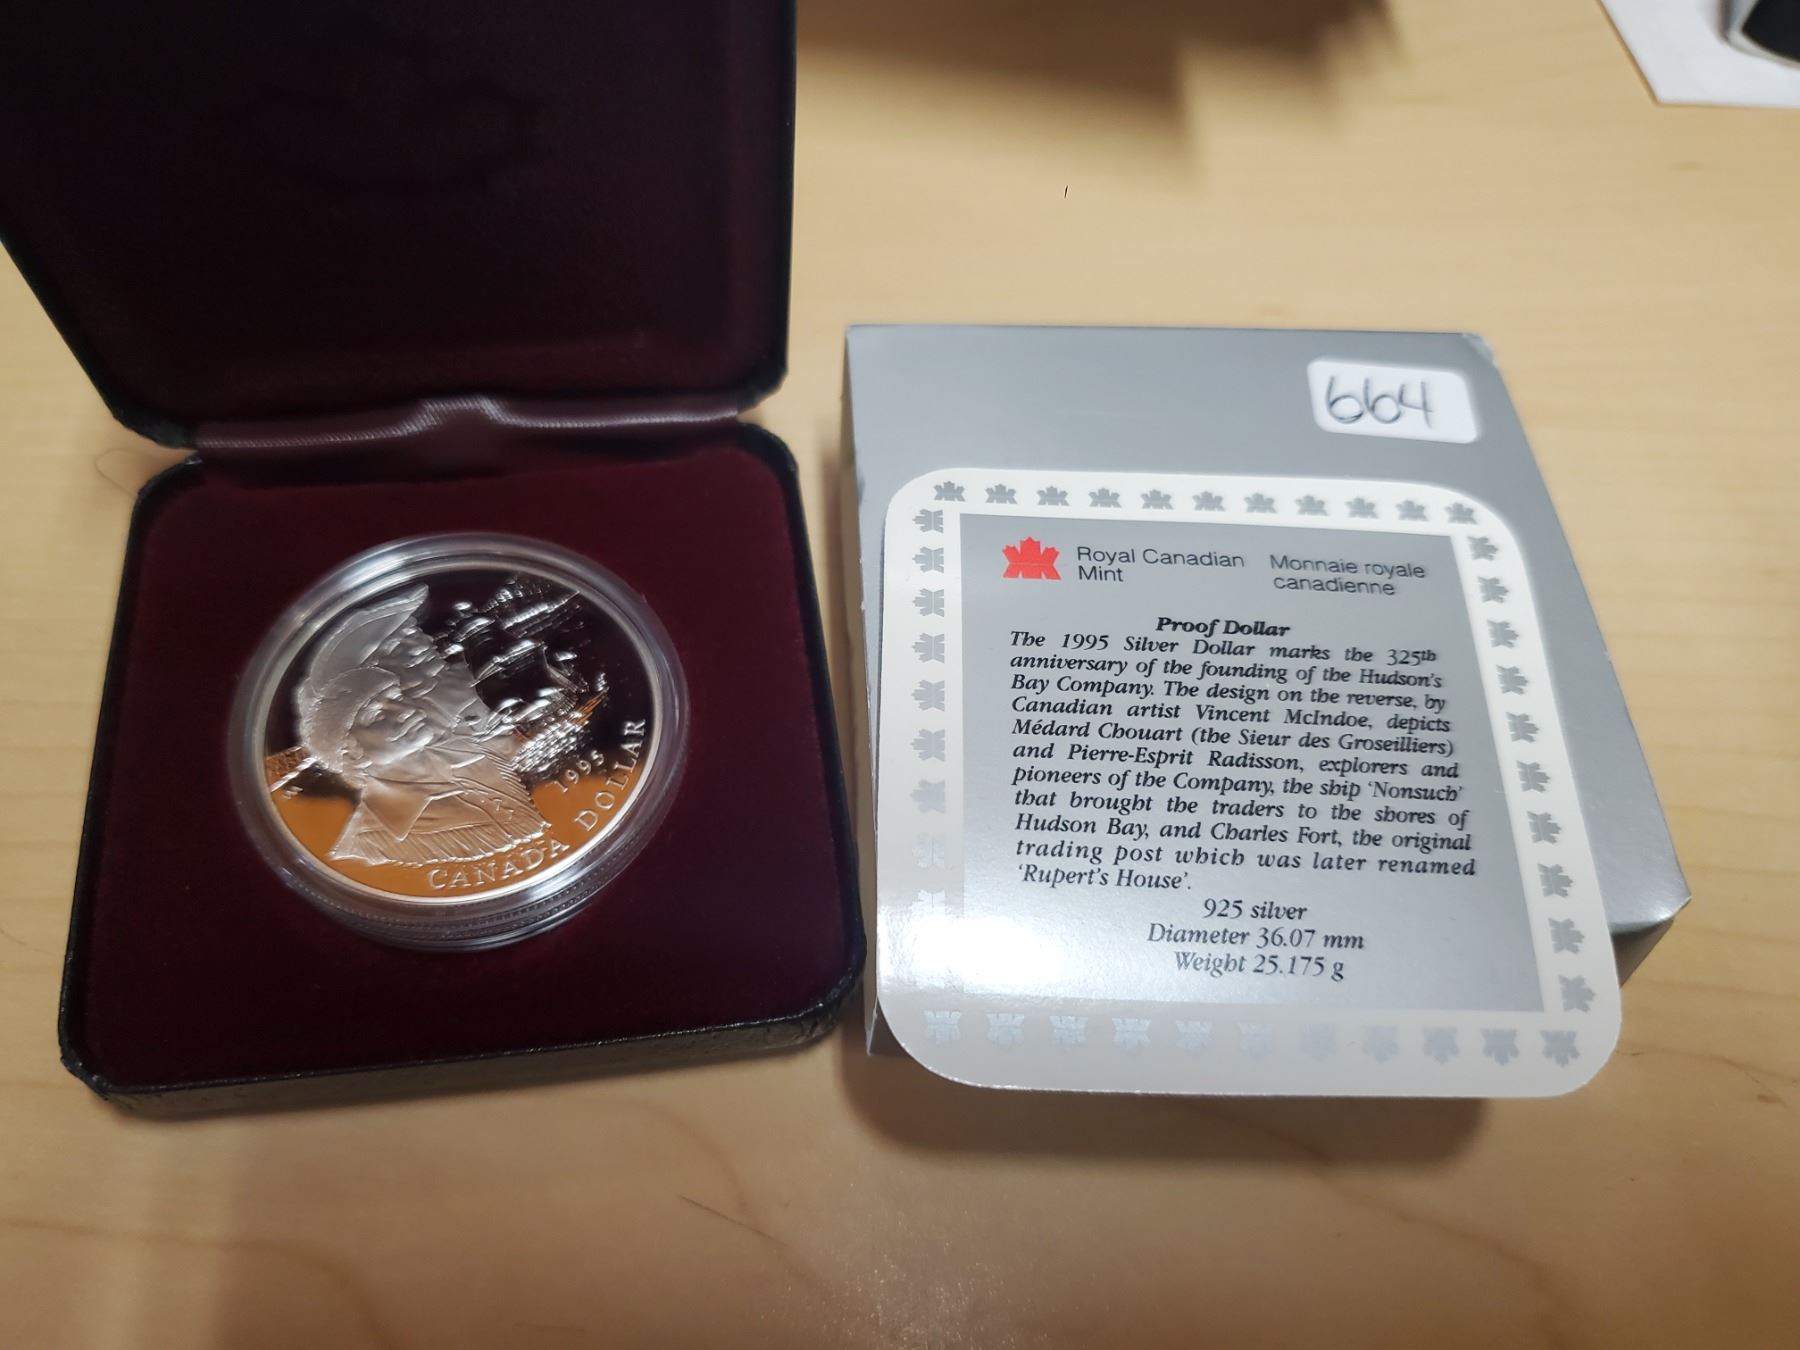 664
Royal Canadian
Mint
Monnaie royale
canadienne
Proof Dollar
The 1995 Silver Dollar marks the 325th
anniversary of the founding of the Hudson's
Bay Company. The design on the reverse, by
Canadian artist Vincent McIndoe, depicts
Médard Chouart (the Sieur des Groseilliers)
and Pierre-Esprit Radisson, explorers and
pioneers of the Company, the ship 'Nonsuch'
that brought the traders to the shores of
Hudson Bay, and Charles Fort, the original
trading post which was later renamed
'Rupert's House'.
925 silver
Diameter 36.07 mm
Weight 25.175 g
CANADA
1995
DOLLAR